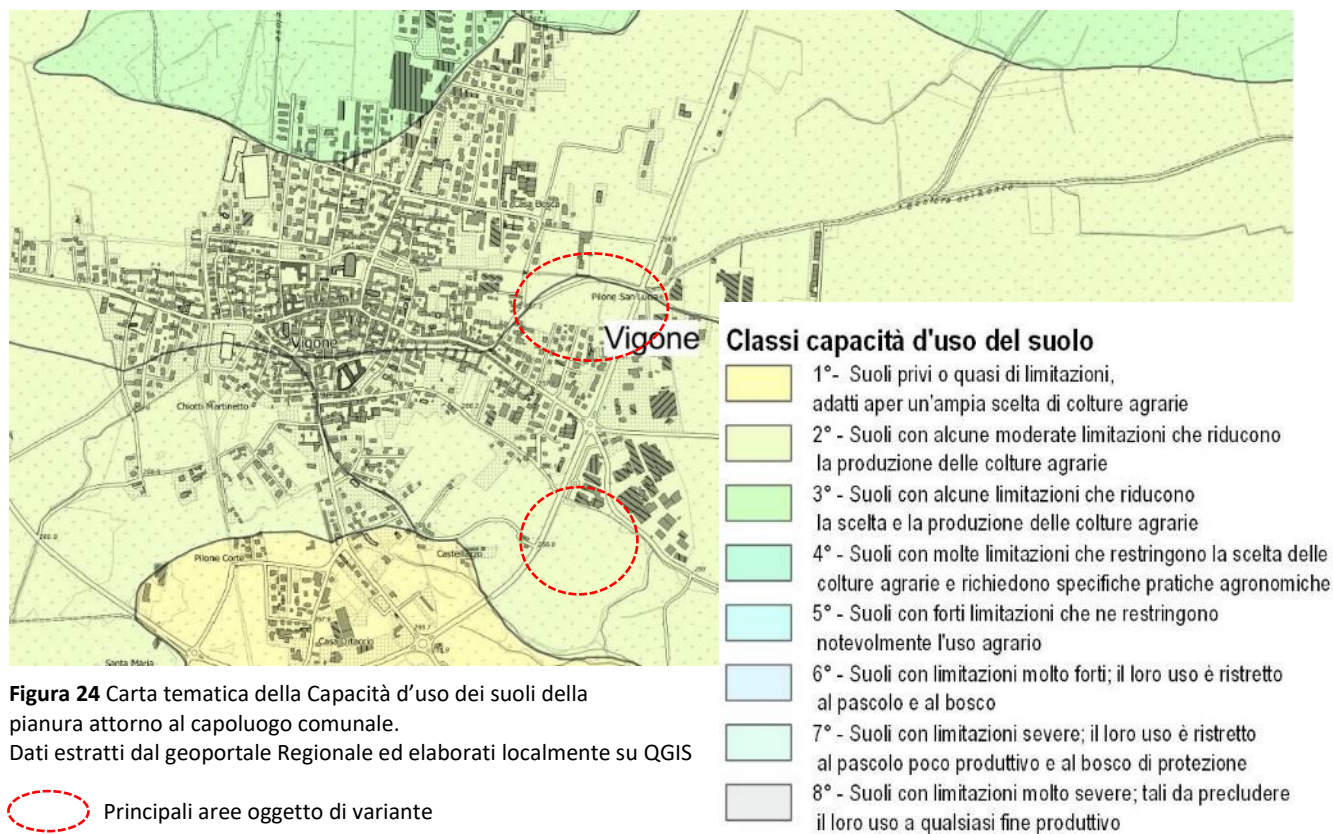 Casa Bosca
Pilone San Luca
Vigone
Vigone
Chiotti Martinetto
Pilone Corte
Castellazzo
Casa Ortaccio
Santa Maria
Classi capacità d'uso del suolo
1°- Suoli privi o quasi di limitazioni,
adatti aper un'ampia scelta di colture agrarie
2° - Suoli con alcune moderate limitazioni che riducono
la produzione delle colture agrarie
3° - Suoli con alcune limitazioni che riducono
la scelta e la produzione delle colture agrarie
4° - Suoli con molte limitazioni che restringono la scelta delle
colture agrarie e richiedono specifiche pratiche agronomiche
5° - Suoli con forti limitazioni che ne restringono
notevolmente l'uso agrario
6° - Suoli con limitazioni molto forti; il loro uso è ristretto
al pascolo e al bosco
7° - Suoli con limitazioni severe; il loro uso è ristretto
al pascolo poco produttivo e al bosco di protezione
8° - Suoli con limitazioni molto severe; tali da precludere
il loro uso a qualsiasi fine produttivo
Figura 24 Carta tematica della Capacità d’uso dei suoli della
pianura attorno al capoluogo comunale.
Dati estratti dal geoportale Regionale ed elaborati localmente su QGIS
Principali aree oggetto di variante